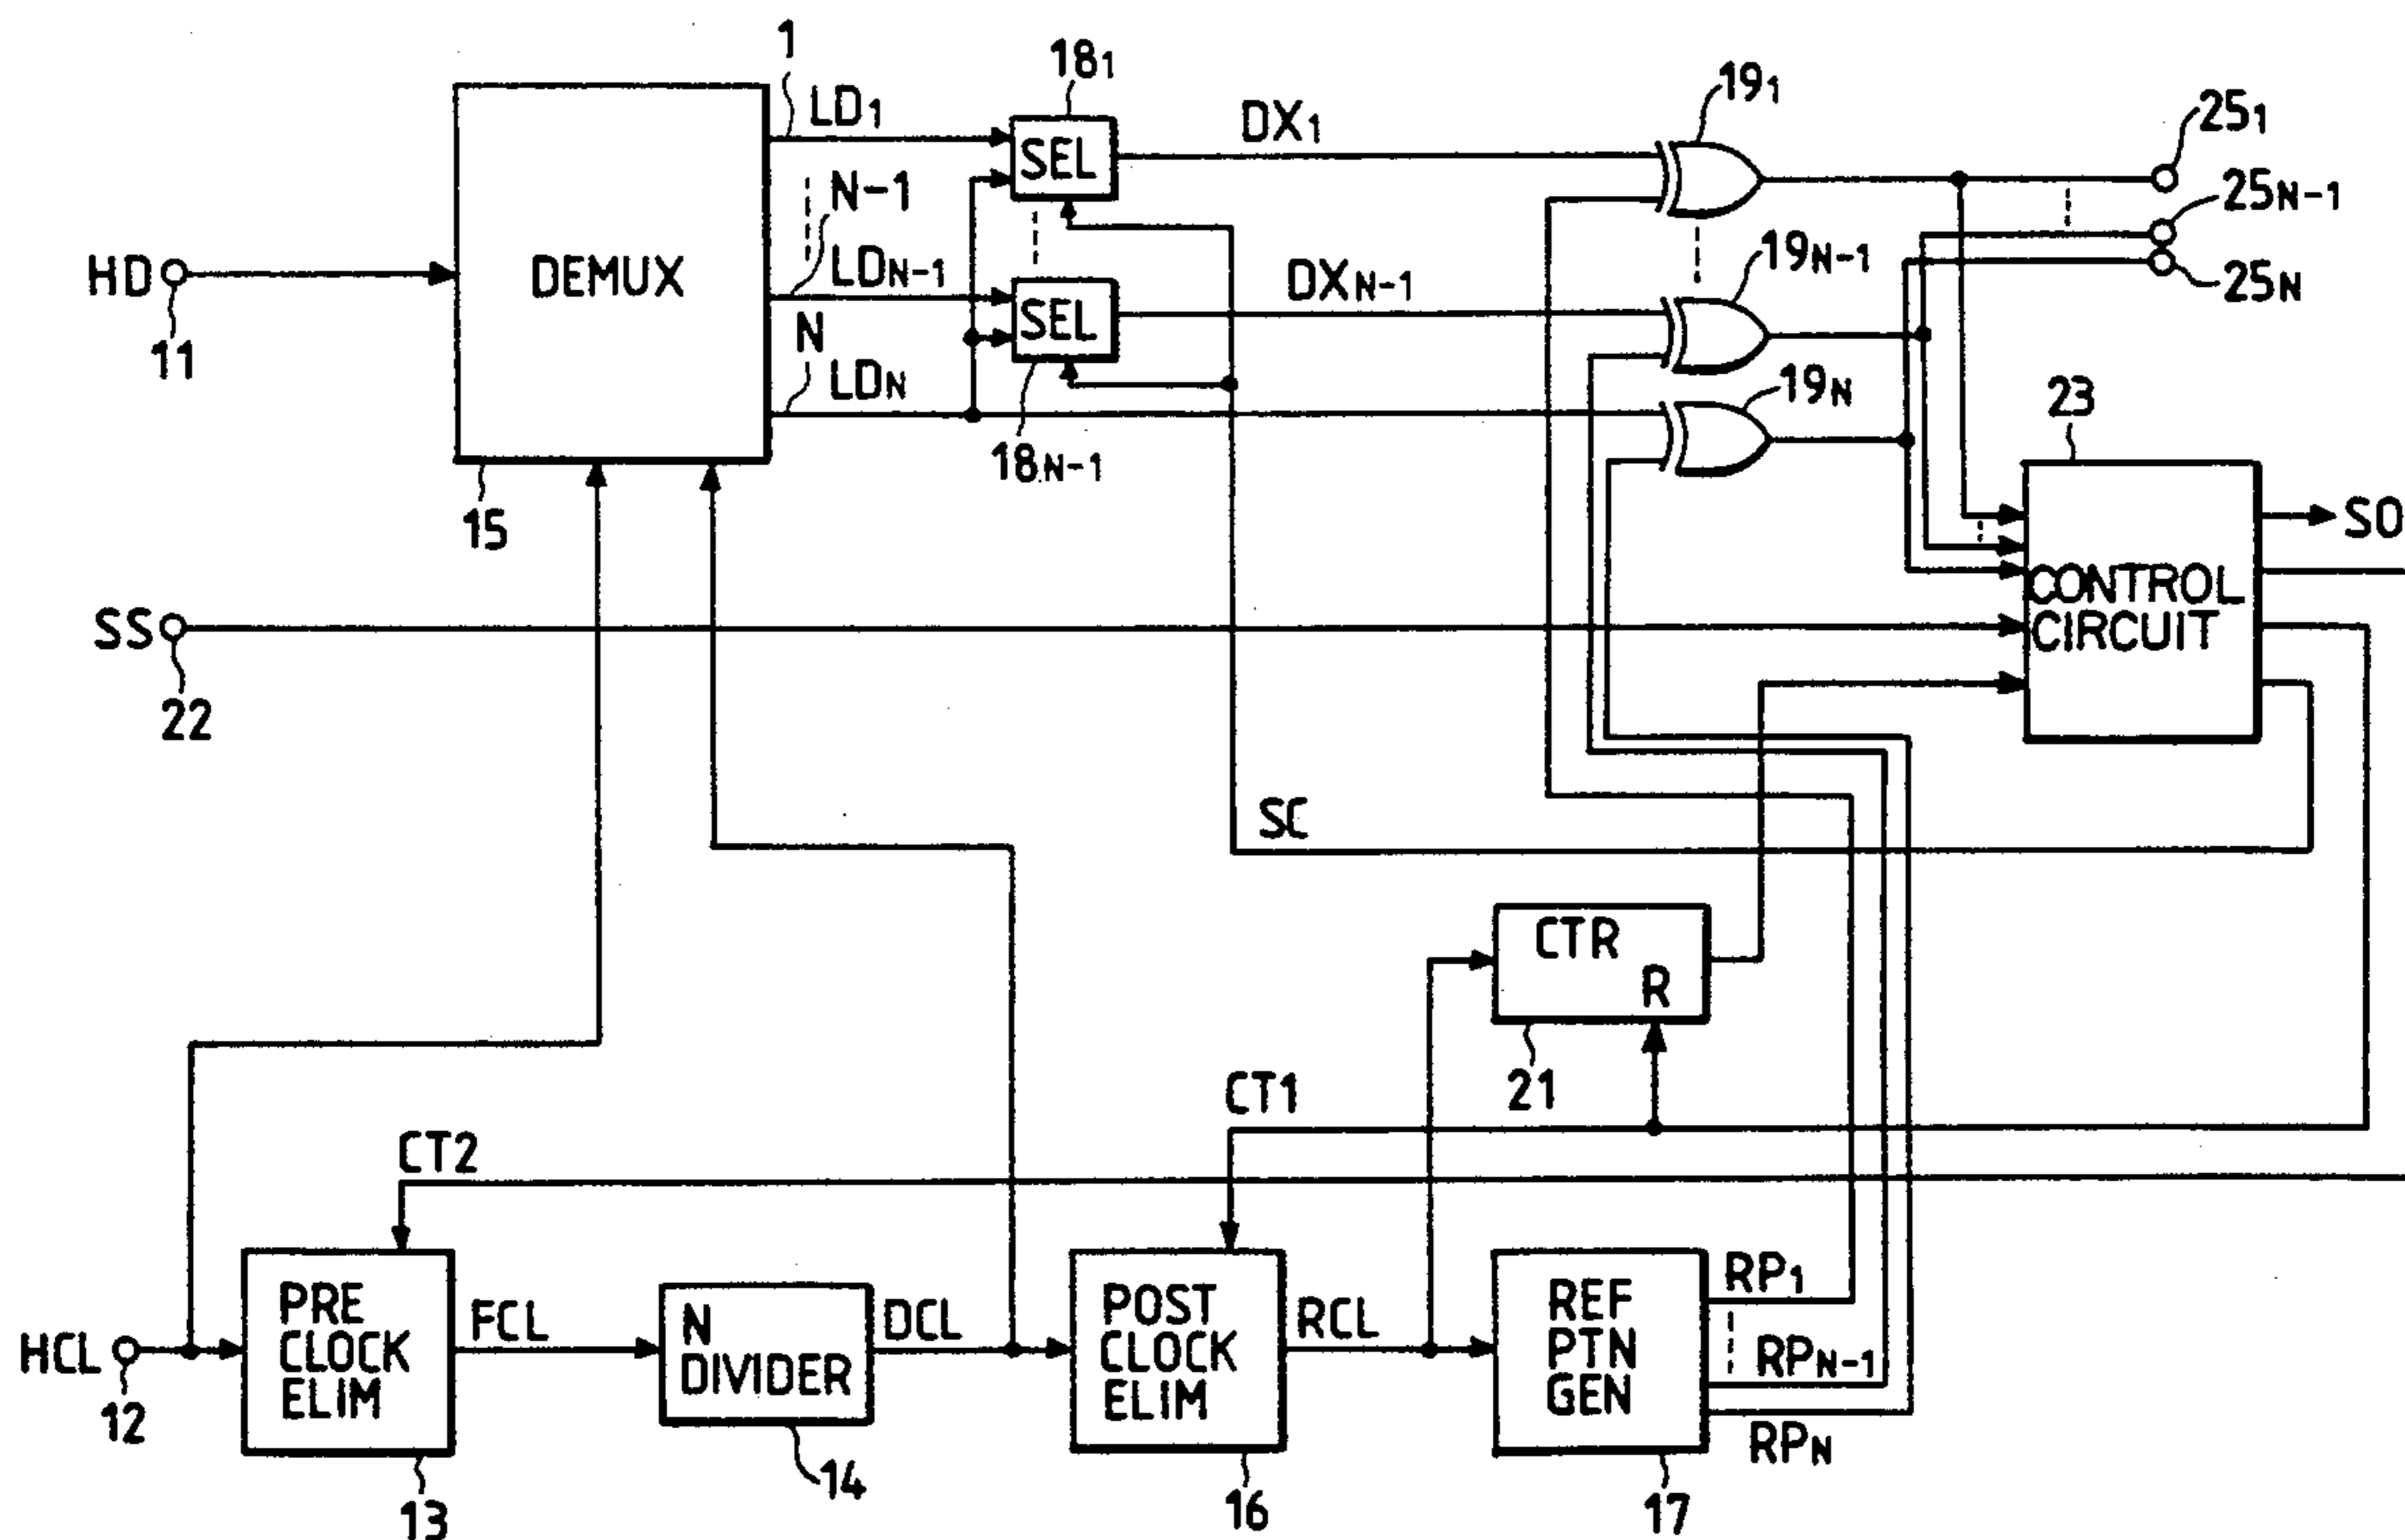 1
LD₁
18₁
SEL
DX₁
19₁
25₁
N-1
25N-1
LDN-1
19N-1
HD
DEMUX
DXN-1
25N
11
SEL
N
LDN
19N
23
18N-1
15
SO
CONTROL
CIRCUIT
SS
22
SC
CTR
R
21
CT1
CT2
HCL
12
PRE
CLOCK
ELIM
FCL
N
DIVIDER
DCL
POST
CLOCK
ELIM
RCL
REF
PTN
GEN
RP₁
RPN-1
RPN
13
14
16
17